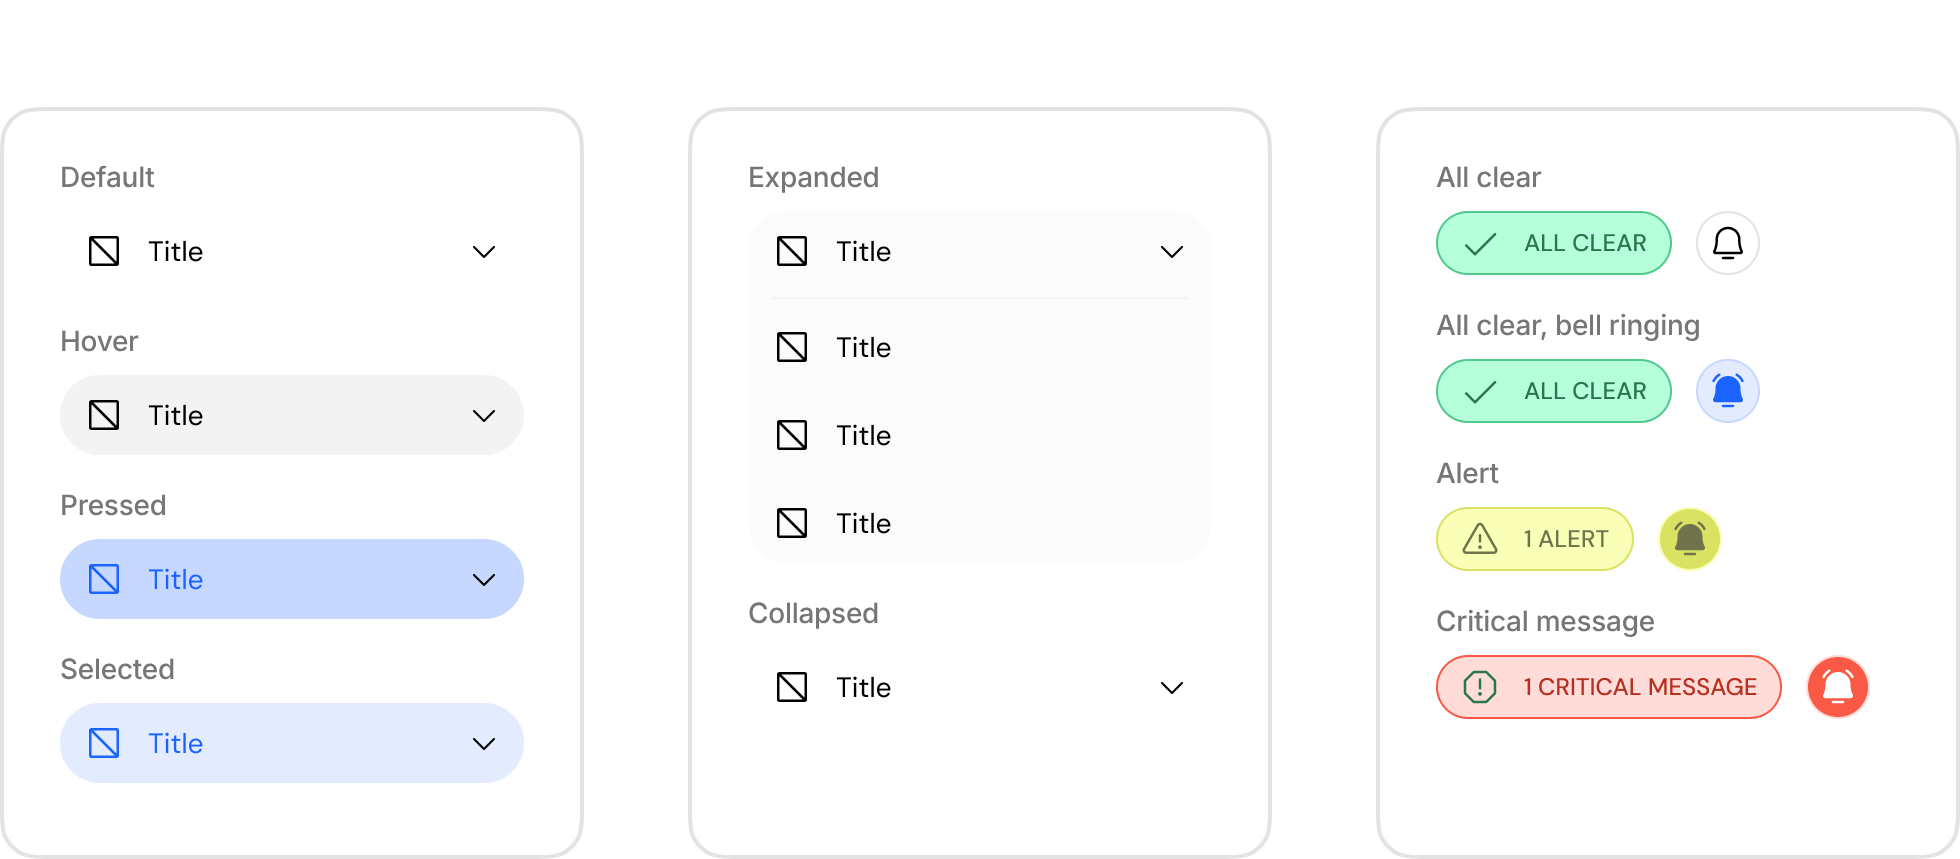 Default
Title
Hover
Title
Pressed
Title
Selected
Title
Expanded
Title
Title
Title
Title
Collapsed
Title
All clear
ALL CLEAR
All clear, bell ringing
ALL CLEAR
Alert
1 ALERT
Critical message
1 CRITICAL MESSAGE